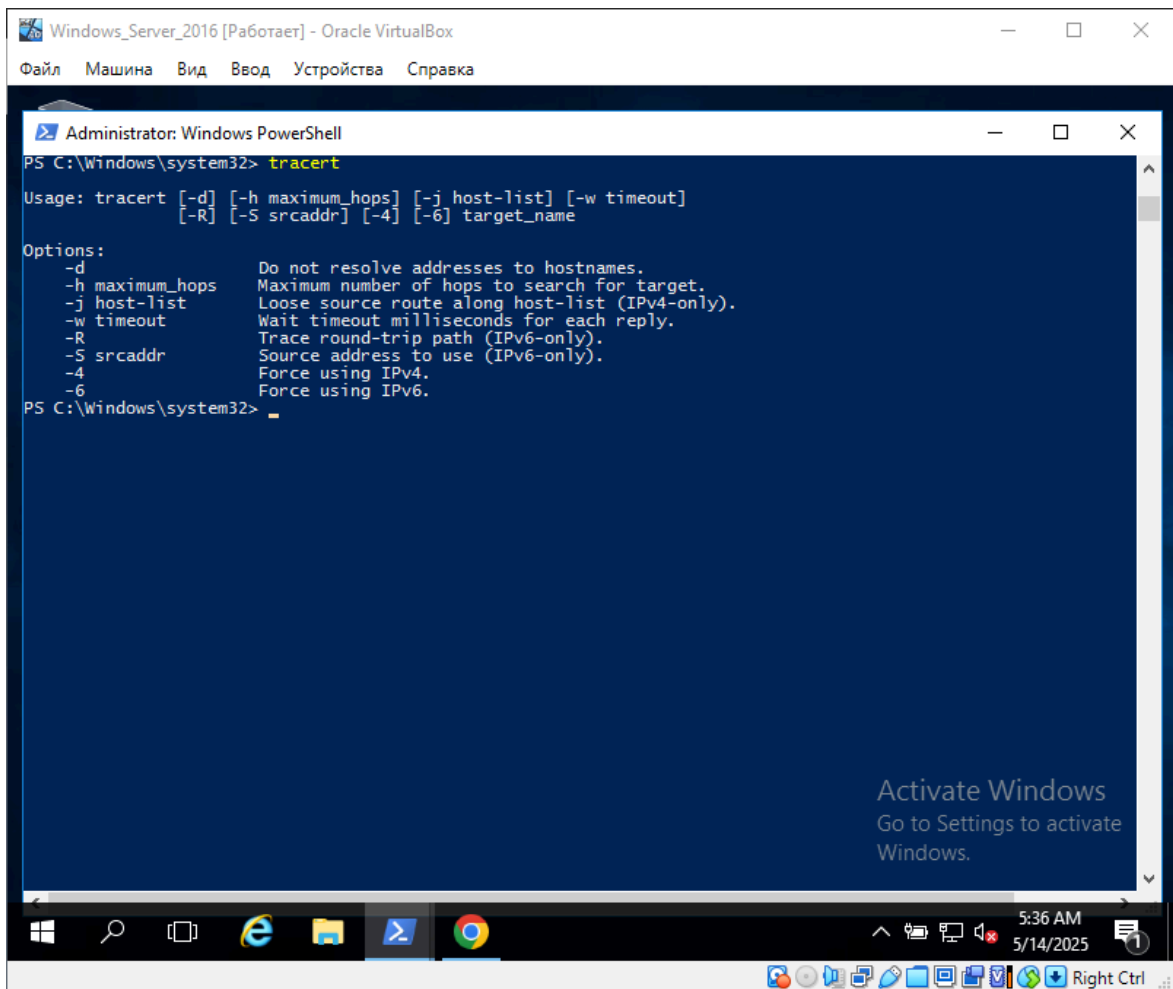 Windows_Server_2016 [Работает] - Oracle VirtualBox
Файл Машина Вид Ввод Устройства Справка
Administrator: Windows PowerShell
PS C:\Windows\system32> tracert
Usage: tracert [-d] [-h maximum_hops] [-j host-list] [-w timeout]
[-R] [-S srcaddr] [-4] [-6] target_name
Options:
-d Do not resolve addresses to hostnames.
-h maximum_hops Maximum number of hops to search for target.
-j host-list Loose source route along host-list (IPv4-only).
-w timeout Wait timeout milliseconds for each reply.
-R Trace round-trip path (IPv6-only).
-S srcaddr Source address to use (IPv6-only).
-4 Force using IPv4.
-6 Force using IPv6.
PS C:\Windows\system32> _
Activate Windows
Go to Settings to activate
Windows.
5:36 AM
5/14/2025
1
Right Ctrl